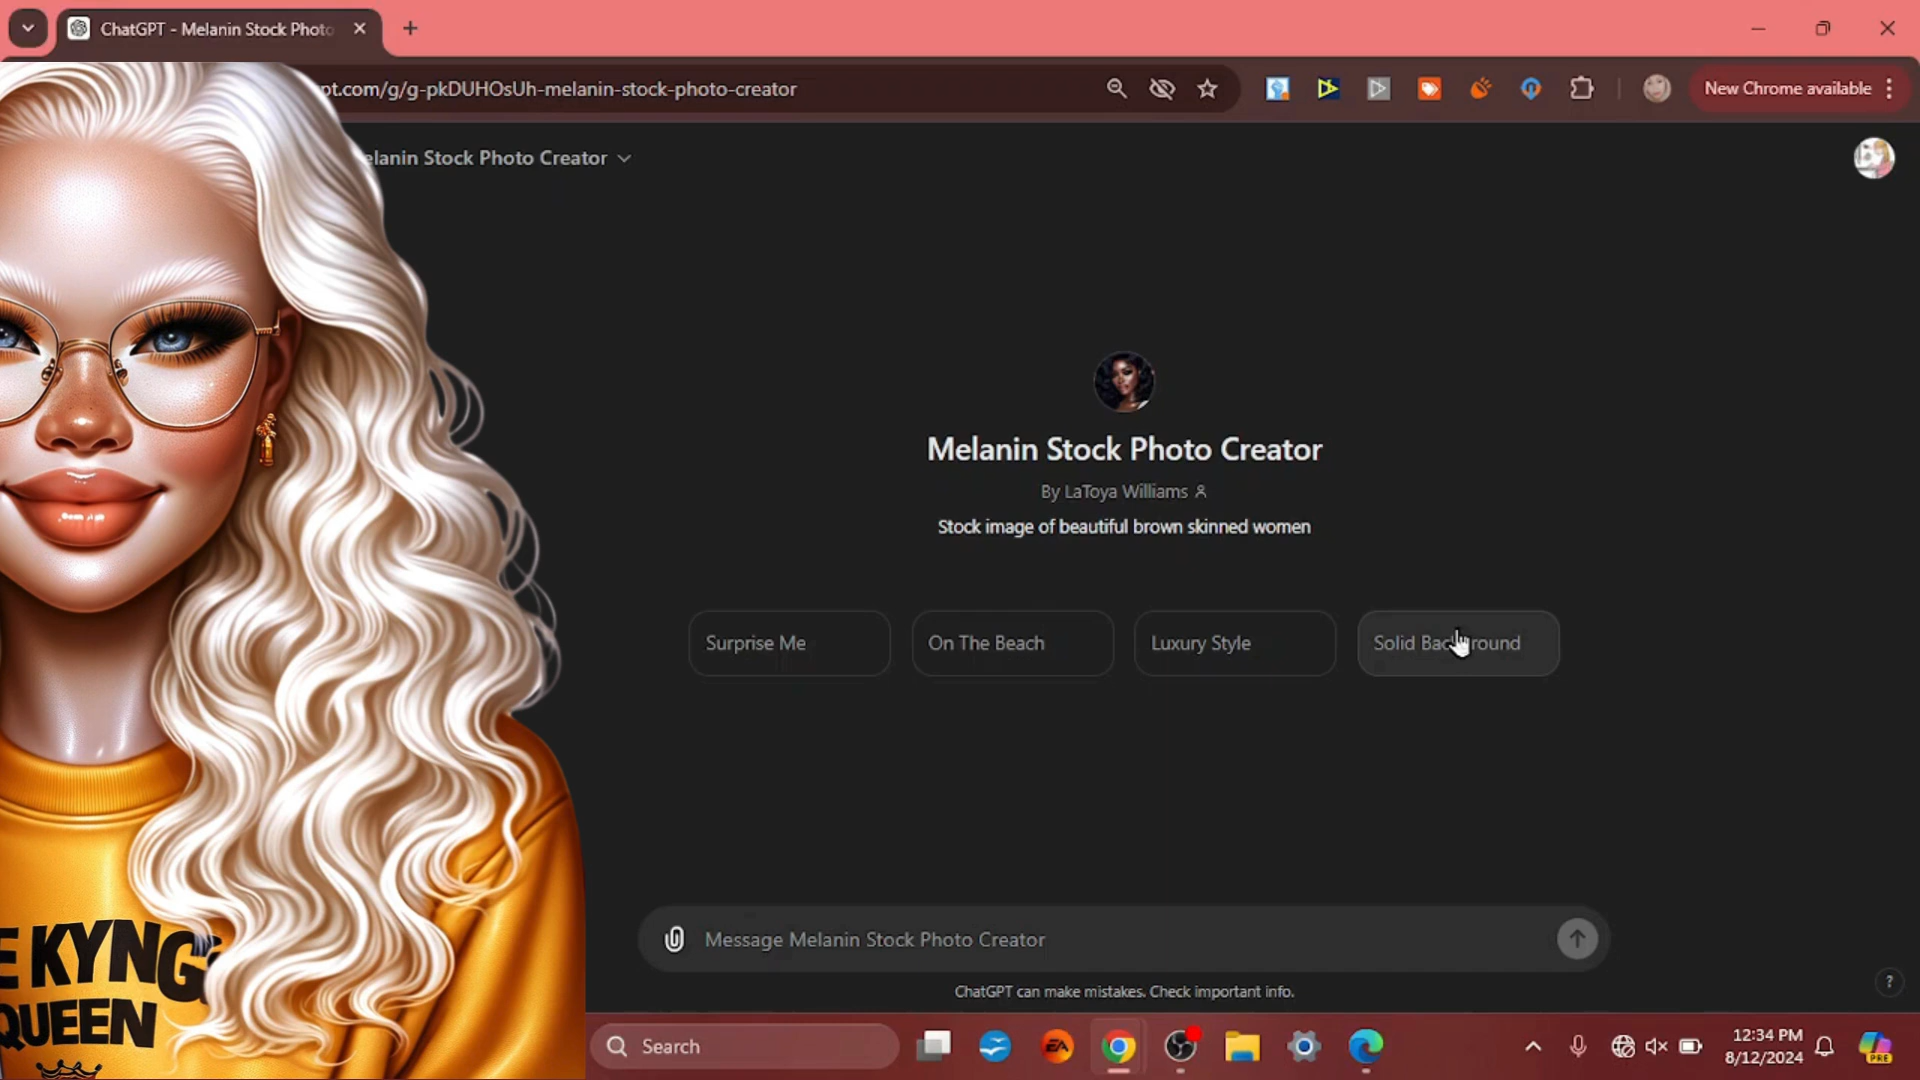 ChatGPT - Melanin Stock Photo
pt.com/g/g-pkDUHOsUh-melanin-stock-photo-creator
New Chrome available
elanin Stock Photo Creator
Melanin Stock Photo Creator
By LaToya Williams
Stock image of beautiful brown skinned women
Surprise Me
On The Beach
Luxury Style
Solid Background
E KYNG
QUEEN
Message Melanin Stock Photo Creator
ChatGPT can make mistakes. Check important info.
?
Search
EA
12:34 PM
8/12/2024
PRE